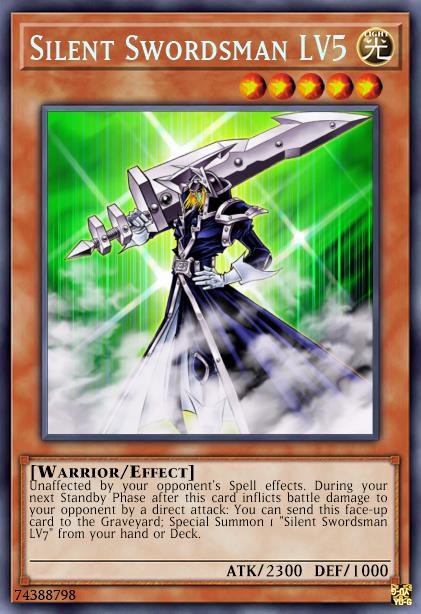 Silent Swordsman LV5
LIGHT
光
[Warrior/Effect]
Unaffected by your opponent's Spell effects. During your
next Standby Phase after this card inflicts battle damage to
your opponent by a direct attack: You can send this face-up
card to the Graveyard; Special Summon 1 "Silent Swordsman
LV7" from your hand or Deck.
ATK/2300 DEF/1000
74388798